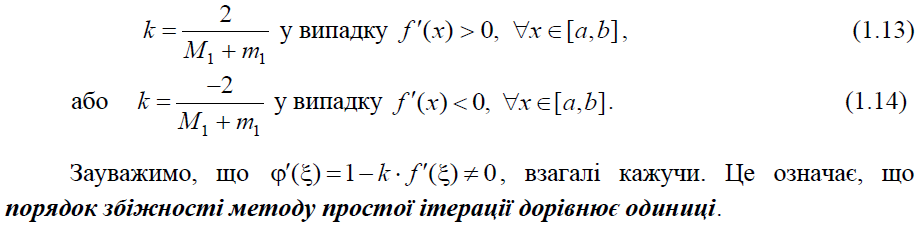 k = 2 / (M₁ + m₁) у випадку f′(x) > 0, ∀x ∈ [a, b], (1.13)
або k = −2 / (M₁ + m₁) у випадку f′(x) < 0, ∀x ∈ [a, b]. (1.14)
Зауважимо, що φ′(ξ) = 1 − k · f′(ξ) ≠ 0, взагалі кажучи. Це означає, що
порядок збіжності методу простої ітерації дорівнює одиниці.